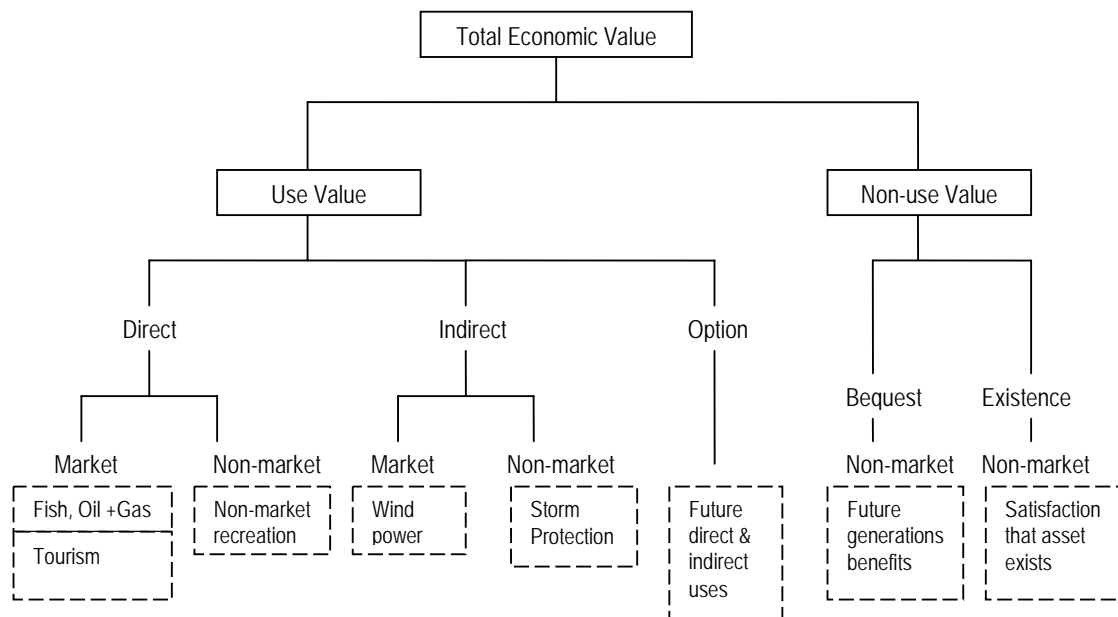 Total Economic Value
Use Value
Non-use Value
Direct
Indirect
Option
Bequest
Existence
Market
Non-market
Market
Non-market
Non-market
Non-market
Fish, Oil +Gas
Tourism
Non-market
recreation
Wind
power
Storm
Protection
Future
direct &
indirect
uses
Future
generations
benefits
Satisfaction
that asset
exists